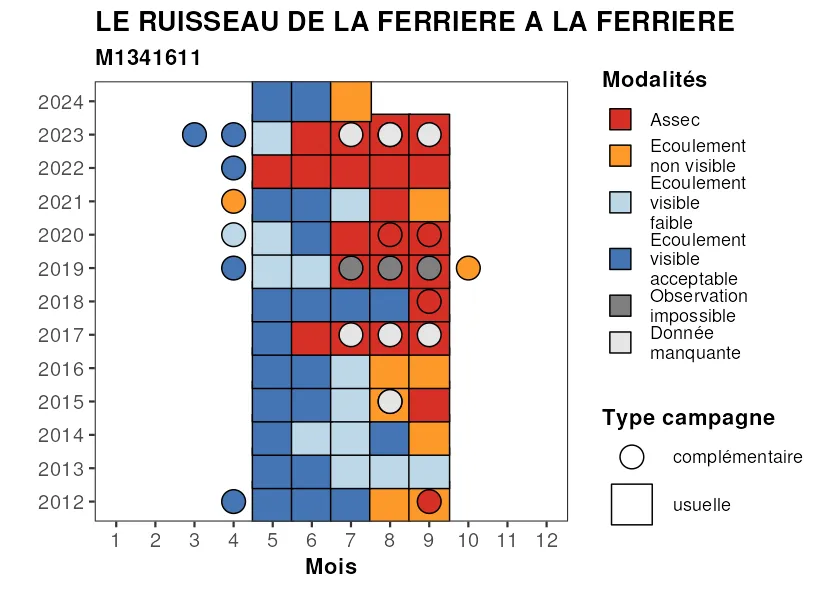 LE RUISSEAU DE LA FERRIERE A LA FERRIERE
M1341611
2024
2023
2022
2021
2020
2019
2018
2017
2016
2015
2014
2013
2012
1 2 3 4 5 6 7 8 9 10 11 12
Mois
Modalités
Assec
Ecoulement
non visible
Ecoulement
visible
faible
Ecoulement
visible
acceptable
Observation
impossible
Donnée
manquante
Type campagne
complémentaire
usuelle